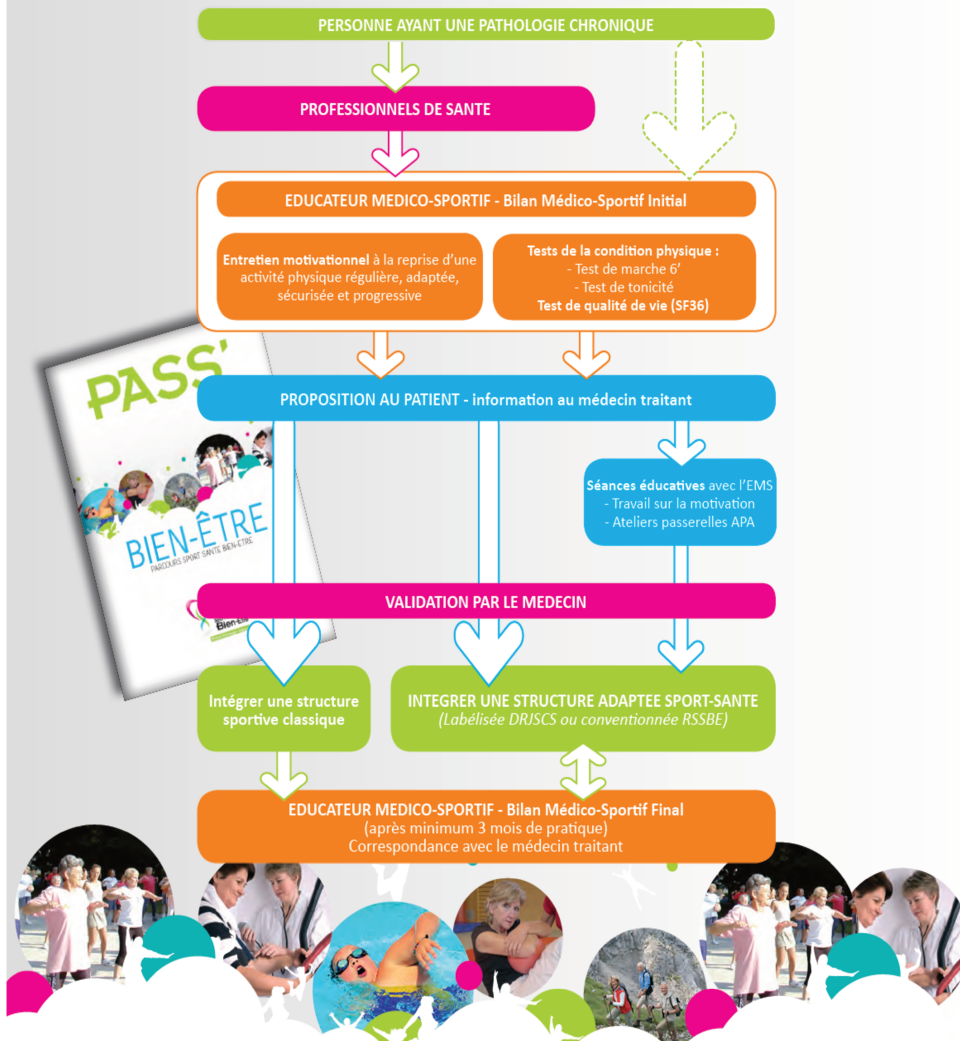 PERSONNE AYANT UNE PATHOLOGIE CHRONIQUE
PROFESSIONNELS DE SANTE
EDUCATEUR MEDICO-SPORTIF - Bilan Médico-Sportif Initial
Entretien motivationnel à la reprise d'une
activité physique régulière, adaptée,
sécurisée et progressive
Tests de la condition physique :
- Test de marche 6'
- Test de tonicité
Test de qualité de vie (SF36)
PASS'
BIEN-ÊTRE
PARCOURS SPORT SANTE BIEN-ETRE
PROPOSITION AU PATIENT - information au médecin traitant
Séances éducatives avec l'EMS
- Travail sur la motivation
- Ateliers passerelles APA
VALIDATION PAR LE MEDECIN
Intégrer une structure
sportive classique
INTEGRER UNE STRUCTURE ADAPTEE SPORT-SANTE
(Labélisée DRJSCS ou conventionnée RSSBE)
EDUCATEUR MEDICO-SPORTIF - Bilan Médico-Sportif Final
(après minimum 3 mois de pratique)
Correspondance avec le médecin traitant